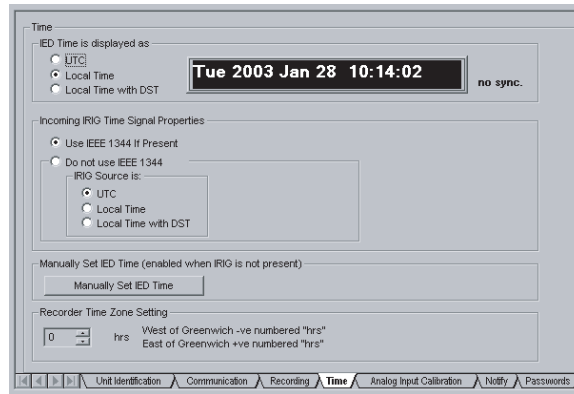 Time
IED Time is displayed as
UTC
Local Time
Local Time with DST
Tue 2003 Jan 28 10:14:02
no sync.
Incoming IRIG Time Signal Properties
Use IEEE 1344 If Present
Do not use IEEE 1344
IRIG Source is:
UTC
Local Time
Local Time with DST
Manually Set IED Time (enabled when IRIG is not present)
Manually Set IED Time
Recorder Time Zone Setting
0 hrs
West of Greenwich -ve numbered "hrs"
East of Greenwich +ve numbered "hrs"
Unit Identification Communication Recording Time Analog Input Calibration Notify Passwords